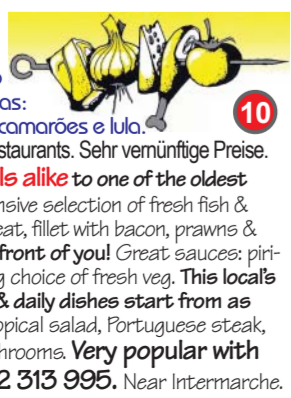 as:
camarões e lula.
10
staurants. Sehr vernünftige Preise.
ls alike to one of the oldest
nsive selection of fresh fish &
eat, fillet with bacon, prawns &
front of you! Great sauces: piri-
g choice of fresh veg. This local's
& daily dishes start from as
opical salad, Portuguese steak,
hrooms. Very popular with
2 313 995. Near Intermarche.